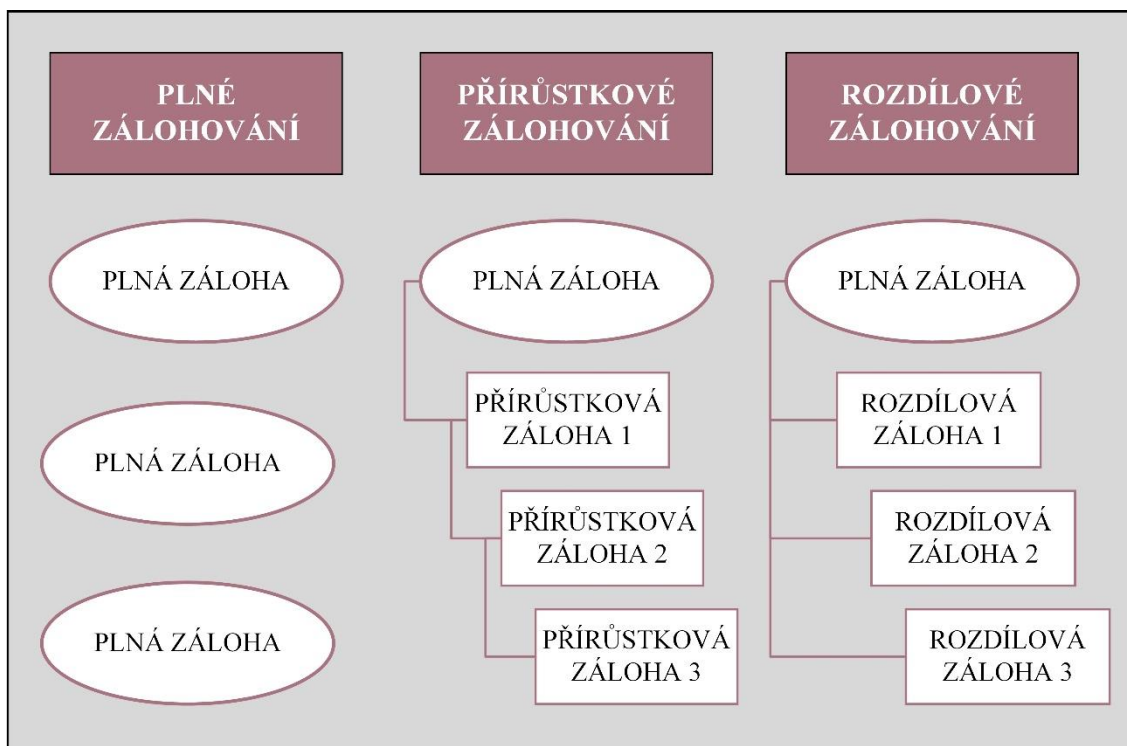 PLNÉ
ZÁLOHOVÁNÍ
PŘÍRŮSTKOVÉ
ZÁLOHOVÁNÍ
ROZDÍLOVÉ
ZÁLOHOVÁNÍ
PLNÁ ZÁLOHA
PLNÁ ZÁLOHA
PLNÁ ZÁLOHA
PLNÁ ZÁLOHA
PŘÍRŮSTKOVÁ
ZÁLOHA 1
PŘÍRŮSTKOVÁ
ZÁLOHA 2
PŘÍRŮSTKOVÁ
ZÁLOHA 3
PLNÁ ZÁLOHA
ROZDÍLOVÁ
ZÁLOHA 1
ROZDÍLOVÁ
ZÁLOHA 2
ROZDÍLOVÁ
ZÁLOHA 3